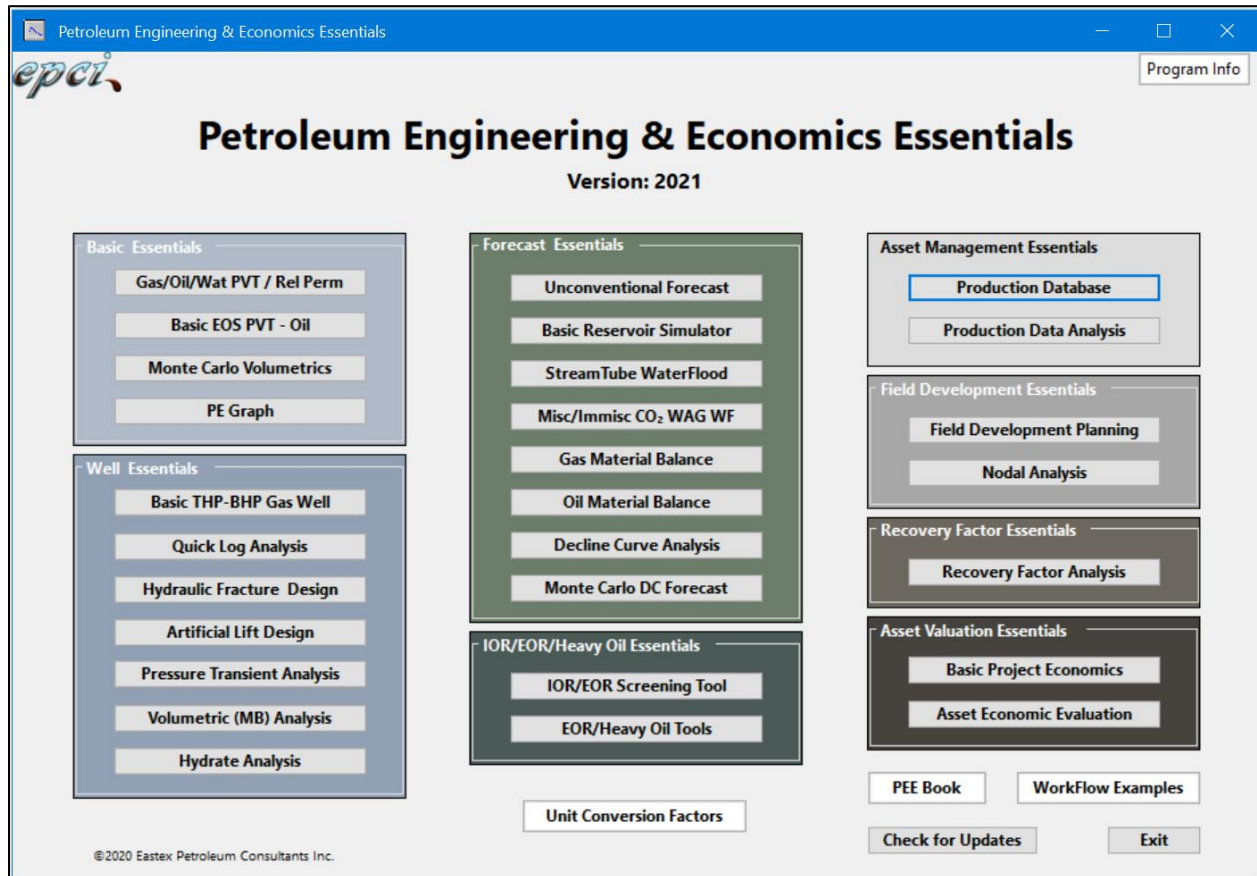 Petroleum Engineering & Economics Essentials
epci
Program Info
Petroleum Engineering & Economics Essentials
Version: 2021
Basic Essentials
Gas/Oil/Wat PVT / Rel Perm
Basic EOS PVT - Oil
Monte Carlo Volumetrics
PE Graph
Well Essentials
Basic THP-BHP Gas Well
Quick Log Analysis
Hydraulic Fracture Design
Artificial Lift Design
Pressure Transient Analysis
Volumetric (MB) Analysis
Hydrate Analysis
©2020 Eastex Petroleum Consultants Inc.
Forecast Essentials
Unconventional Forecast
Basic Reservoir Simulator
StreamTube WaterFlood
Misc/Immisc CO₂ WAG WF
Gas Material Balance
Oil Material Balance
Decline Curve Analysis
Monte Carlo DC Forecast
IOR/EOR/Heavy Oil Essentials
IOR/EOR Screening Tool
EOR/Heavy Oil Tools
Unit Conversion Factors
Asset Management Essentials
Production Database
Production Data Analysis
Field Development Essentials
Field Development Planning
Nodal Analysis
Recovery Factor Essentials
Recovery Factor Analysis
Asset Valuation Essentials
Basic Project Economics
Asset Economic Evaluation
PEE Book
WorkFlow Examples
Check for Updates
Exit